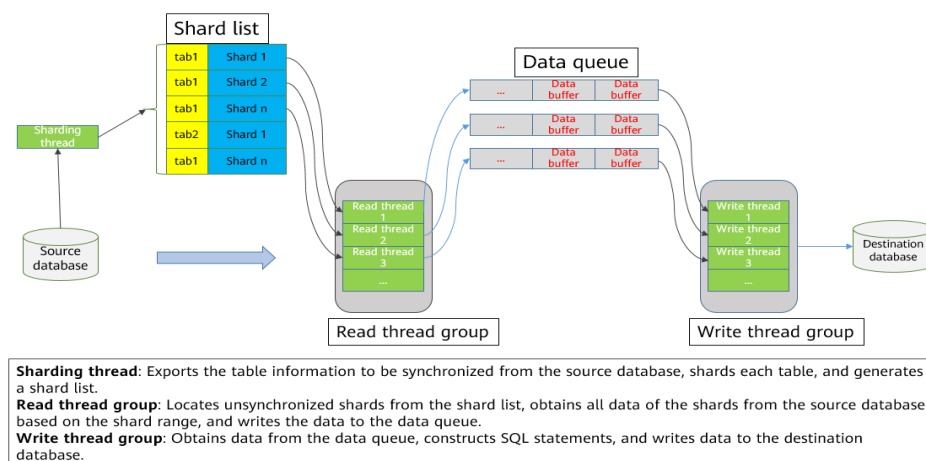 Shard list
tab1 Shard 1
tab1 Shard 2
tab1 Shard n
tab2 Shard 1
tab1 Shard n
Sharding
thread
Source
database
Data queue
... Data buffer Data buffer
... Data buffer Data buffer
... Data buffer Data buffer
Read thread
1
Read thread
2
Read thread
3
...
Read thread group
Write thread
1
Write thread
2
Write thread
3
...
Write thread group
Destination
database
Sharding thread: Exports the table information to be synchronized from the source database, shards each table, and generates
a shard list.
Read thread group: Locates unsynchronized shards from the shard list, obtains all data of the shards from the source database
based on the shard range, and writes the data to the data queue.
Write thread group: Obtains data from the data queue, constructs SQL statements, and writes data to the destination
database.